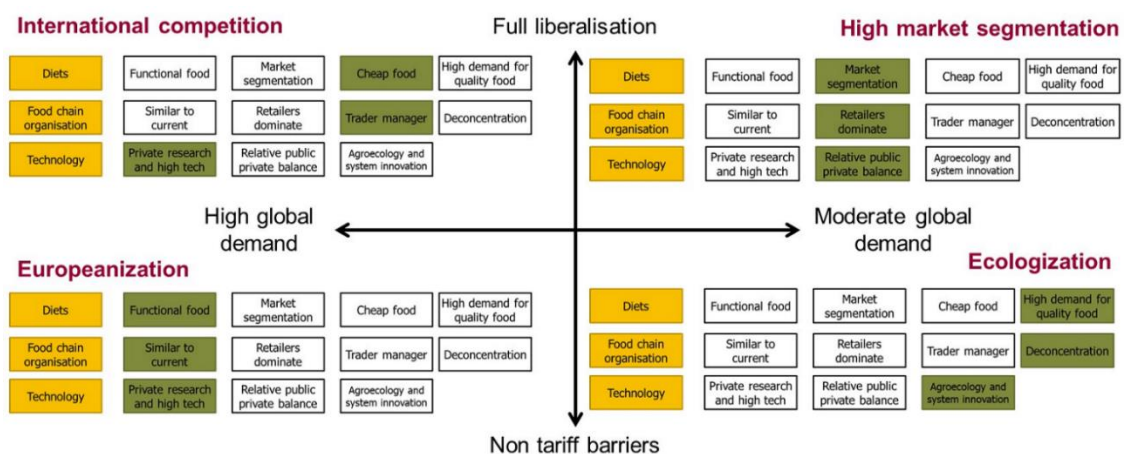 International competition
Full liberalisation
High market segmentation
Diets
Functional food
Market
segmentation
Cheap food
High demand for
quality food
Food chain
organisation
Similar to
current
Retailers
dominate
Trader manager
Deconcentration
Technology
Private research
and high tech
Relative public
private balance
Agroecology and
system innovation
Diets
Functional food
Market
segmentation
Cheap food
High demand for
quality food
Food chain
organisation
Similar to
current
Retailers
dominate
Trader manager
Deconcentration
Technology
Private research
and high tech
Relative public
private balance
Agroecology and
system innovation
High global
demand
Moderate global
demand
Europeanization
Ecologization
Diets
Functional food
Market
segmentation
Cheap food
High demand for
quality food
Food chain
organisation
Similar to
current
Retailers
dominate
Trader manager
Deconcentration
Technology
Private research
and high tech
Relative public
private balance
Agroecology and
system innovation
Diets
Functional food
Market
segmentation
Cheap food
High demand for
quality food
Food chain
organisation
Similar to
current
Retailers
dominate
Trader manager
Deconcentration
Technology
Private research
and high tech
Relative public
private balance
Agroecology and
system innovation
Non tariff barriers